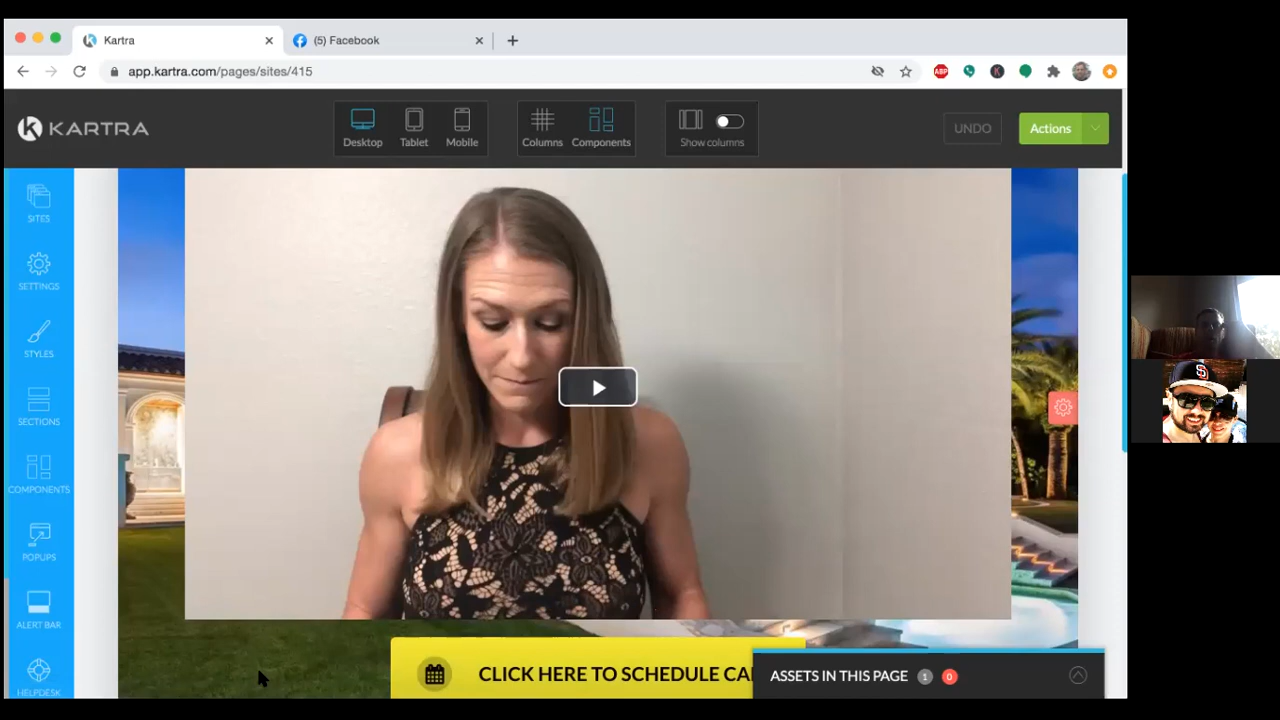 Kartra
(5) Facebook
app.kartra.com/pages/sites/415
ABP
KARTRA
Desktop
Tablet
Mobile
Columns
Components
Show columns
UNDO
Actions
SITES
SETTINGS
STYLES
SECTIONS
COMPONENTS
POPUPS
ALERT BAR
HELPDESK
CLICK HERE TO SCHEDULE CA
ASSETS IN THIS PAGE 1 0